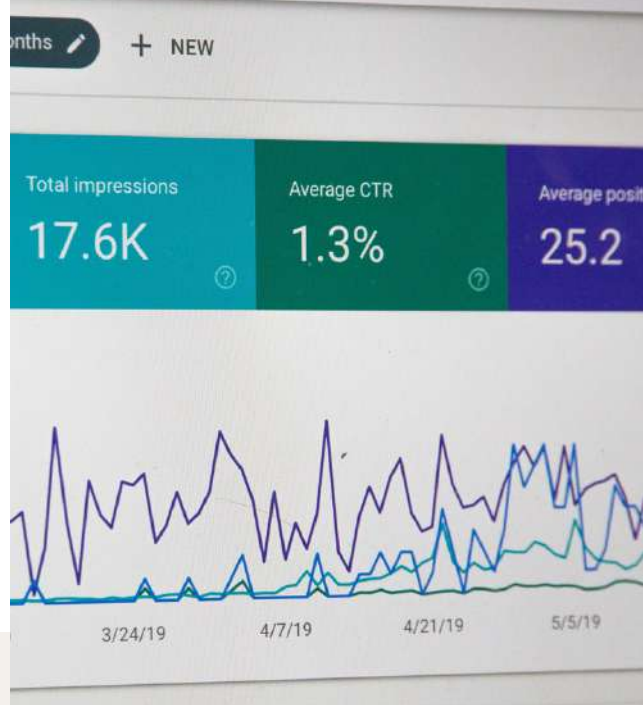 onths
+ NEW
Total impressions
17.6K
Average CTR
1.3%
Average posit
25.2
3/24/19
4/7/19
4/21/19
5/5/19